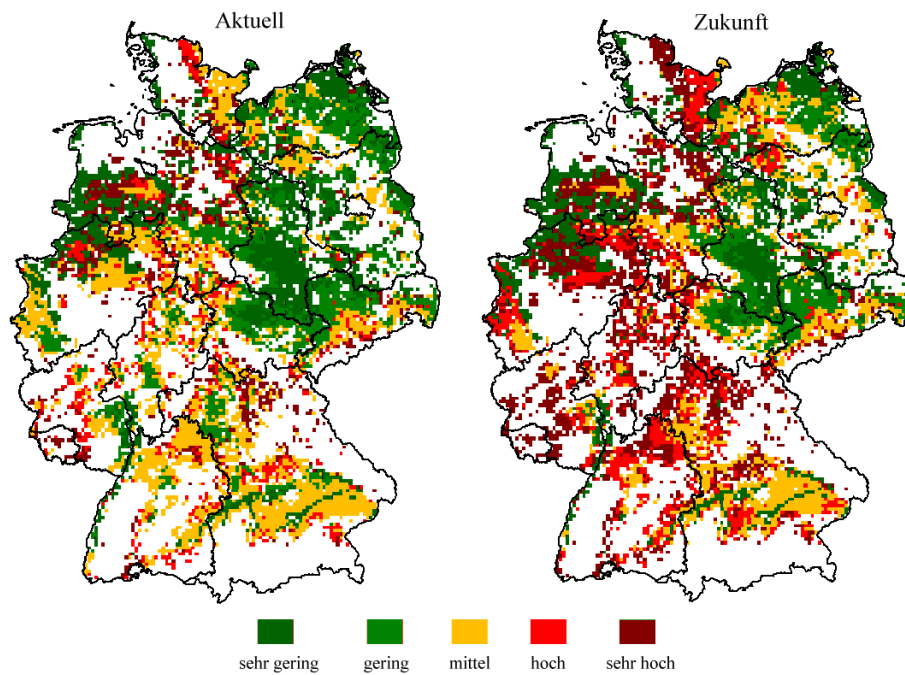 Aktuell
Zukunft
sehr gering
gering
mittel
hoch
sehr hoch